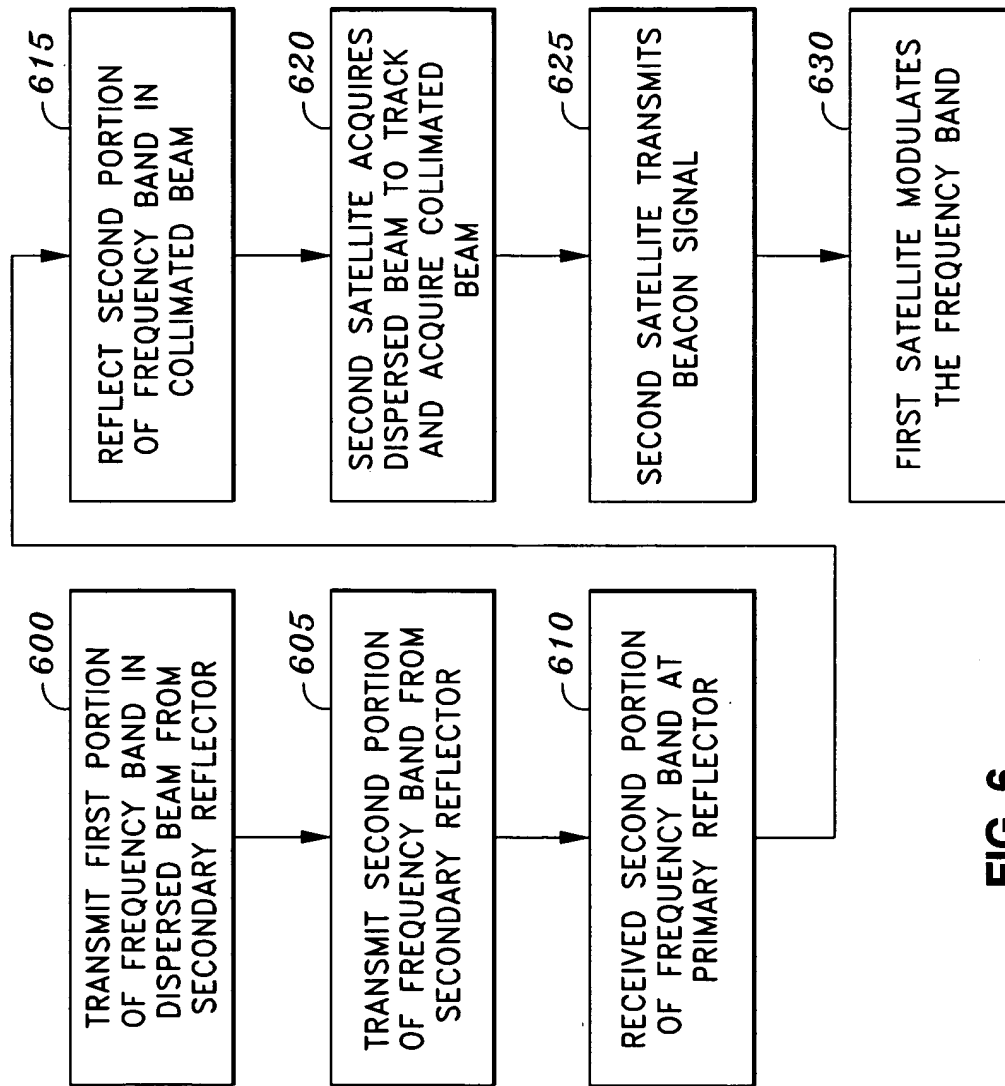 600
TRANSMIT FIRST PORTION
OF FREQUENCY BAND IN
DISPERSED BEAM FROM
SECONDARY REFLECTOR
605
TRANSMIT SECOND PORTION
OF FREQUENCY BAND FROM
SECONDARY REFLECTOR
610
RECEIVED SECOND PORTION
OF FREQUENCY BAND AT
PRIMARY REFLECTOR
615
REFLECT SECOND PORTION
OF FREQUENCY BAND IN
COLLIMATED BEAM
620
SECOND SATELLITE ACQUIRES
DISPERSED BEAM TO TRACK
AND ACQUIRE COLLIMATED
BEAM
625
SECOND SATELLITE TRANSMITS
BEACON SIGNAL
630
FIRST SATELLITE MODULATES
THE FREQUENCY BAND
FIG. 6